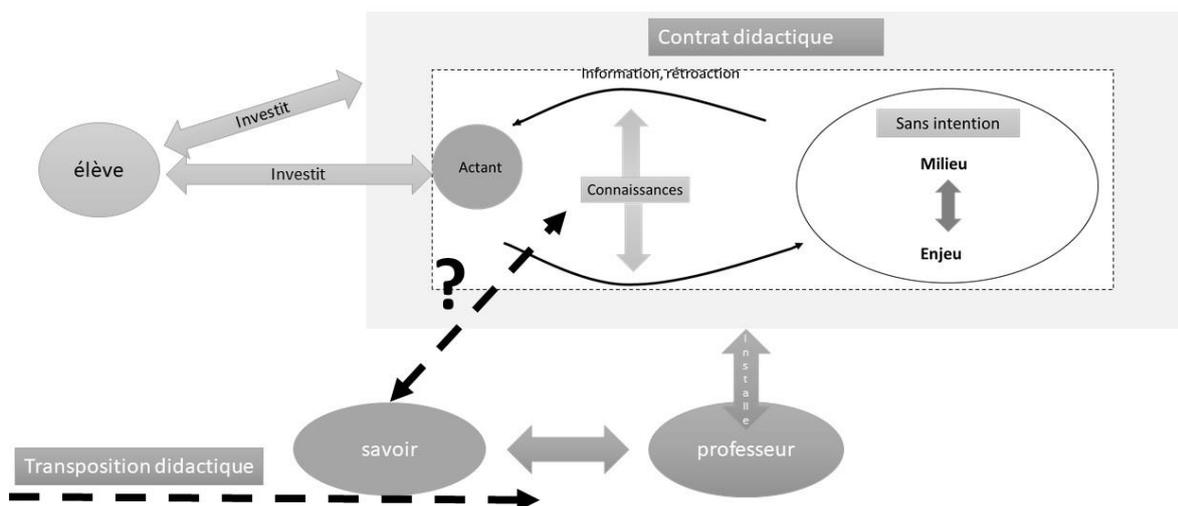 Contrat didactique
Information, rétroaction
Investit
Sans intention
élève
Investit
Actant
Milieu
Connaissances
Enjeu
?
Installe
savoir
professeur
Transposition didactique